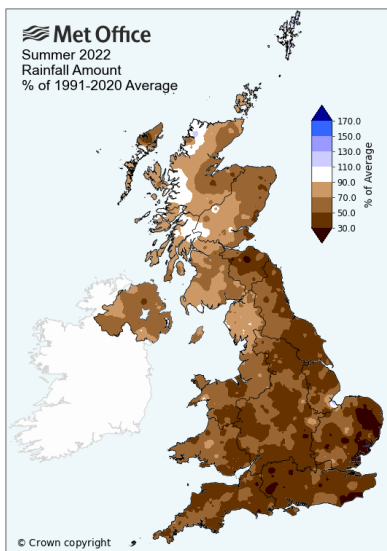 Met Office
Summer 2022
Rainfall Amount
% of 1991-2020 Average
170.0
150.0
130.0
110.0
90.0
70.0
50.0
30.0
% of Average
© Crown copyright